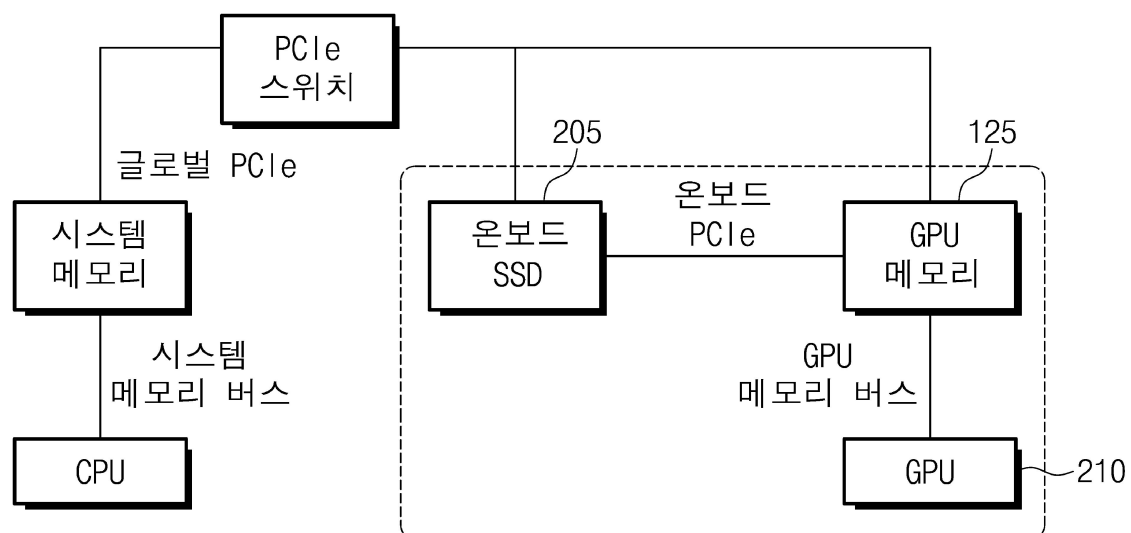 PCIe
스위치
글로벌 PCIe
205
125
시스템
메모리
온보드
SSD
온보드
PCIe
GPU
메모리
시스템
메모리 버스
GPU
메모리 버스
CPU
GPU
210